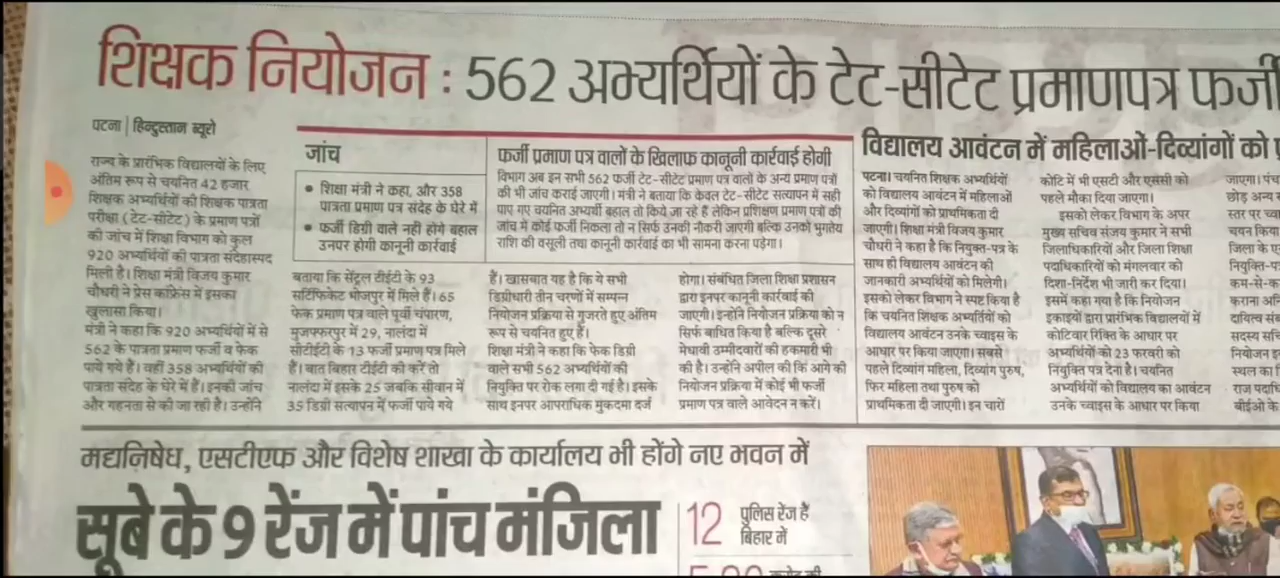 शिक्षक नियोजन : 562 अभ्यर्थियों के टेट-सीटेट प्रमाणपत्र फर्जी
पटना | हिन्दुस्तान ब्यूरो
राज्य के प्रारंभिक विद्यालयों के लिए
अंतिम रूप से चयनित 42 हजार
शिक्षक अभ्यर्थियों की शिक्षक पात्रता
परीक्षा (टेट-सीटेट) के प्रमाण पत्रों
की जांच में शिक्षा विभाग को कुल
920 अभ्यर्थियों की पात्रता संदेहास्पद
मिली है। शिक्षा मंत्री विजय कुमार
चौधरी ने प्रेस कांफ्रेंस में इसका
खुलासा किया।
मंत्री ने कहा कि 920 अभ्यर्थियों में से
562 के पात्रता प्रमाण फर्जी व फेक
पाये गये हैं। वहीं 358 अभ्यर्थियों की
पात्रता संदेह के घेरे में हैं। इनकी जांच
और गहनता से की जा रही है। उन्होंने
जांच
• शिक्षा मंत्री ने कहा, और 358
पात्रता प्रमाण पत्र संदेह के घेरे में
• फर्जी डिग्री वाले नहीं होंगे बहाल
उनपर होगी कानूनी कार्रवाई
फर्जी प्रमाण पत्र वालों के खिलाफ कानूनी कार्रवाई होगी
विभाग अब इन सभी 562 फर्जी टेट-सीटेट प्रमाण पत्र वालों के अन्य प्रमाण पत्रों
की भी जांच कराई जाएगी। मंत्री ने बताया कि केवल टेट-सीटेट सत्यापन में सही
पाए गए चयनित अभ्यर्थी बहाल तो किये जा रहे हैं लेकिन प्रशिक्षण प्रमाण पत्रों की
जांच में कोई फर्जी निकला तो न सिर्फ उनकी नौकरी जाएगी बल्कि उनको भुगतेय
राशि की वसूली तथा कानूनी कार्रवाई का भी सामना करना पड़ेगा।
बताया कि सेंट्रल टीईटी के 93
सर्टिफिकेट भोजपुर में मिले हैं। 65
फेक प्रमाण पत्र वाले पूर्वी चंपारण,
मुजफ्फरपुर में 29, नालंदा में
सीटीईटी के 13 फर्जी प्रमाण पत्र मिले
हैं। बात बिहार टीईटी की करें तो
नालंदा में इसके 25 जबकि सीवान में
35 डिग्री सत्यापन में फर्जी पाये गये
हैं। खासबात यह है कि ये सभी
डिग्रीधारी तीन चरणों में सम्पन्न
नियोजन प्रक्रिया से गुजरते हुए अंतिम
रूप से चयनित हुए हैं।
शिक्षा मंत्री ने कहा कि फेक डिग्री
वाले सभी 562 अभ्यर्थियों की
नियुक्ति पर रोक लगा दी गई है। इसके
साथ इनपर आपराधिक मुकदमा दर्ज
होगा। संबंधित जिला शिक्षा प्रशासन
द्वारा इनपर कानूनी कार्रवाई की
जाएगी। इन्होंने नियोजन प्रक्रिया को न
सिर्फ बाधित किया है बल्कि दूसरे
मेधावी उम्मीदवारों की हकमारी भी
की है। उन्होंने अपील की कि आगे की
नियोजन प्रक्रिया में कोई भी फर्जी
प्रमाण पत्र वाले आवेदन न करें।
विद्यालय आवंटन में महिलाओं-दिव्यांगों को
पटना। चयनित शिक्षक अभ्यर्थियों
को विद्यालय आवंटन में महिलाओं
और दिव्यांगों को प्राथमिकता दी
जाएगी। शिक्षा मंत्री विजय कुमार
चौधरी ने कहा है कि नियुक्त-पत्र के
साथ ही विद्यालय आवंटन की
जानकारी अभ्यर्थियों को मिलेगी।
इसको लेकर विभाग ने स्पष्ट किया है
कि चयनित शिक्षक अभ्यर्तियों को
विद्यालय आवंटन उनके च्वाइस के
आधार पर किया जाएगा। सबसे
पहले दिव्यांग महिला, दिव्यांग पुरुष,
फिर महिला तथा पुरुष को
प्राथमिकता दी जाएगी। इन चारों
कोटि में भी एसटी और एससी को
पहले मौका दिया जाएगा।
इसको लेकर विभाग के अपर
मुख्य सचिव संजय कुमार ने सभी
जिलाधिकारियों और जिला शिक्षा
पदाधिकारियों को मंगलवार को
दिशा-निर्देश भी जारी कर दिया।
इसमें कहा गया है कि नियोजन
इकाइयों द्वारा प्रारंभिक विद्यालयों में
कोटिवार रिक्ति के आधार पर
अभ्यर्थियों को 23 फरवरी को
नियुक्ति पत्र देना है। चयनित
अभ्यर्थियों को विद्यालय का आवंटन
उनके च्वाइस के आधार पर किया
जाएगा। पंच
छोड़ अन्य
स्तर पर
चयन किया
जिला के
नियुक्ति-प
कम-से-क
कराना
दायित्व
सदस्य
नियोजन
स्थल का
राज
बीईओ के
मद्यनिषेध, एसटीएफ और विशेष शाखा के कार्यालय भी होंगे नए भवन में
सूबे के 9 रेंज में पांच मंजिला
12 पुलिस रेंज हैं
बिहार में